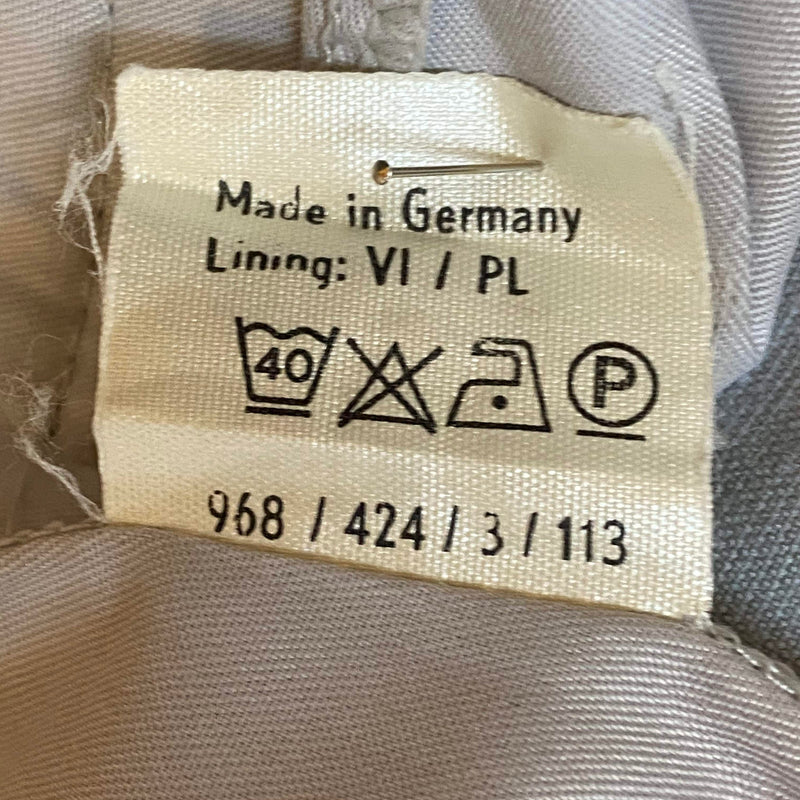 Made in Germany
Lining: VI / PL
40 P
968 / 424 / 3 / 113